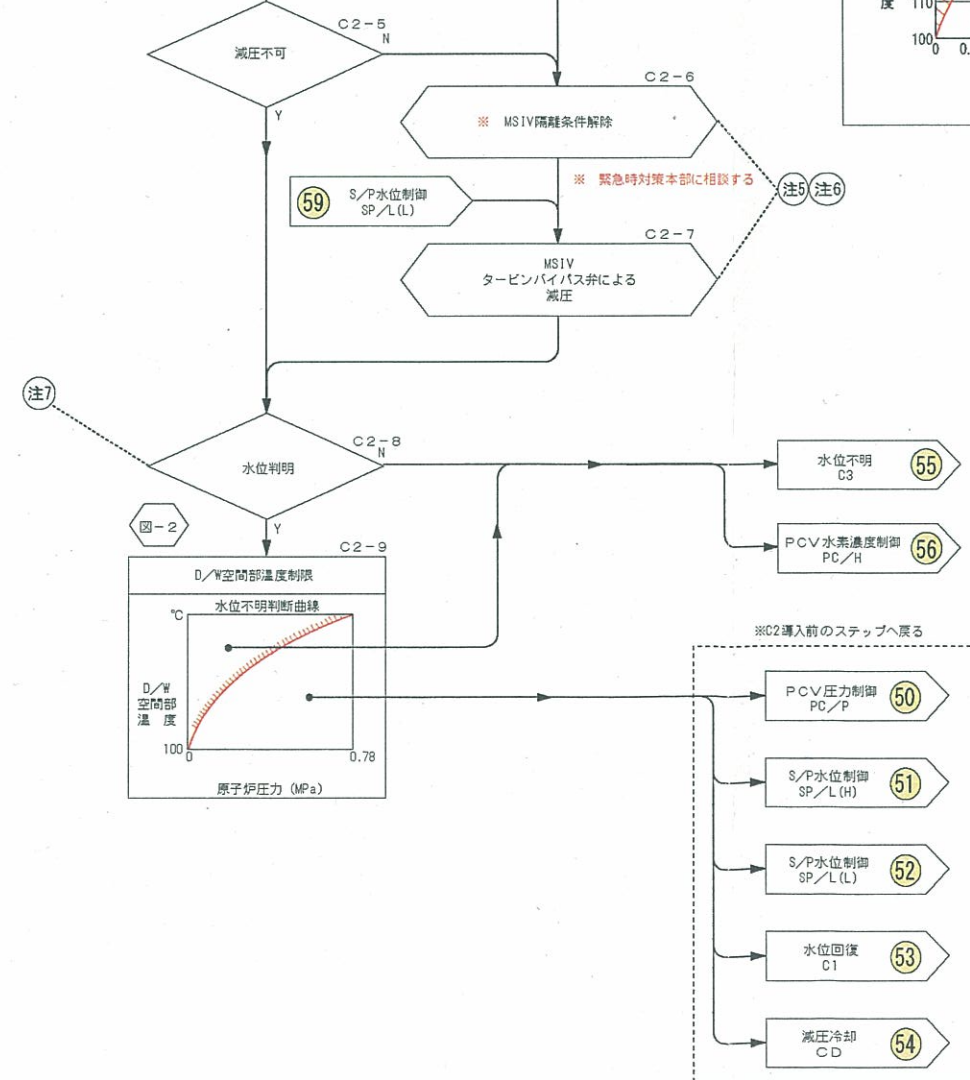 C2-5
減圧不可
N
Y
度
110
100
0
0.
C2-6
※ MSIV隔離条件解除
※ 緊急時対策本部に相談する
注5 注6
59
S/P水位制御
SP/L(L)
C2-7
MSIV
タービンバイパス弁による
減圧
注7
C2-8
水位判明
N
Y
図-2
水位不明
C3
55
PCV水素濃度制御
PC/H
56
C2-9
D/W空間部温度制限
水位不明判断曲線
℃
D/W
空間部
温 度
100
0
0.78
原子炉圧力 (MPa)
※C2導入前のステップへ戻る
PCV圧力制御
PC/P
50
S/P水位制御
SP/L(H)
51
S/P水位制御
SP/L(L)
52
水位回復
C1
53
減圧冷却
CD
54